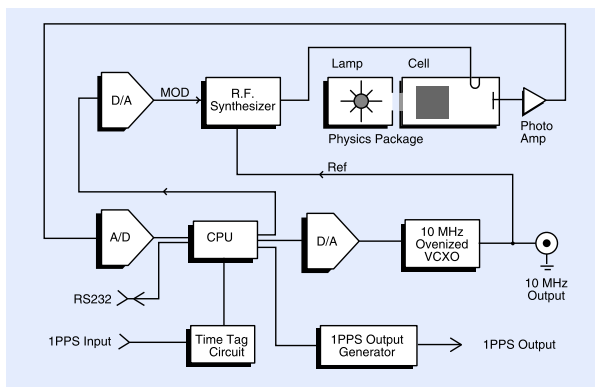 Lamp
Cell
D/A
MOD
R.F.
Synthesizer
Physics Package
Photo
Amp
Ref
A/D
CPU
D/A
10 MHz
Ovenized
VCXO
10 MHz
Output
RS232
1PPS Input
Time Tag
Circuit
1PPS Output
Generator
1PPS Output